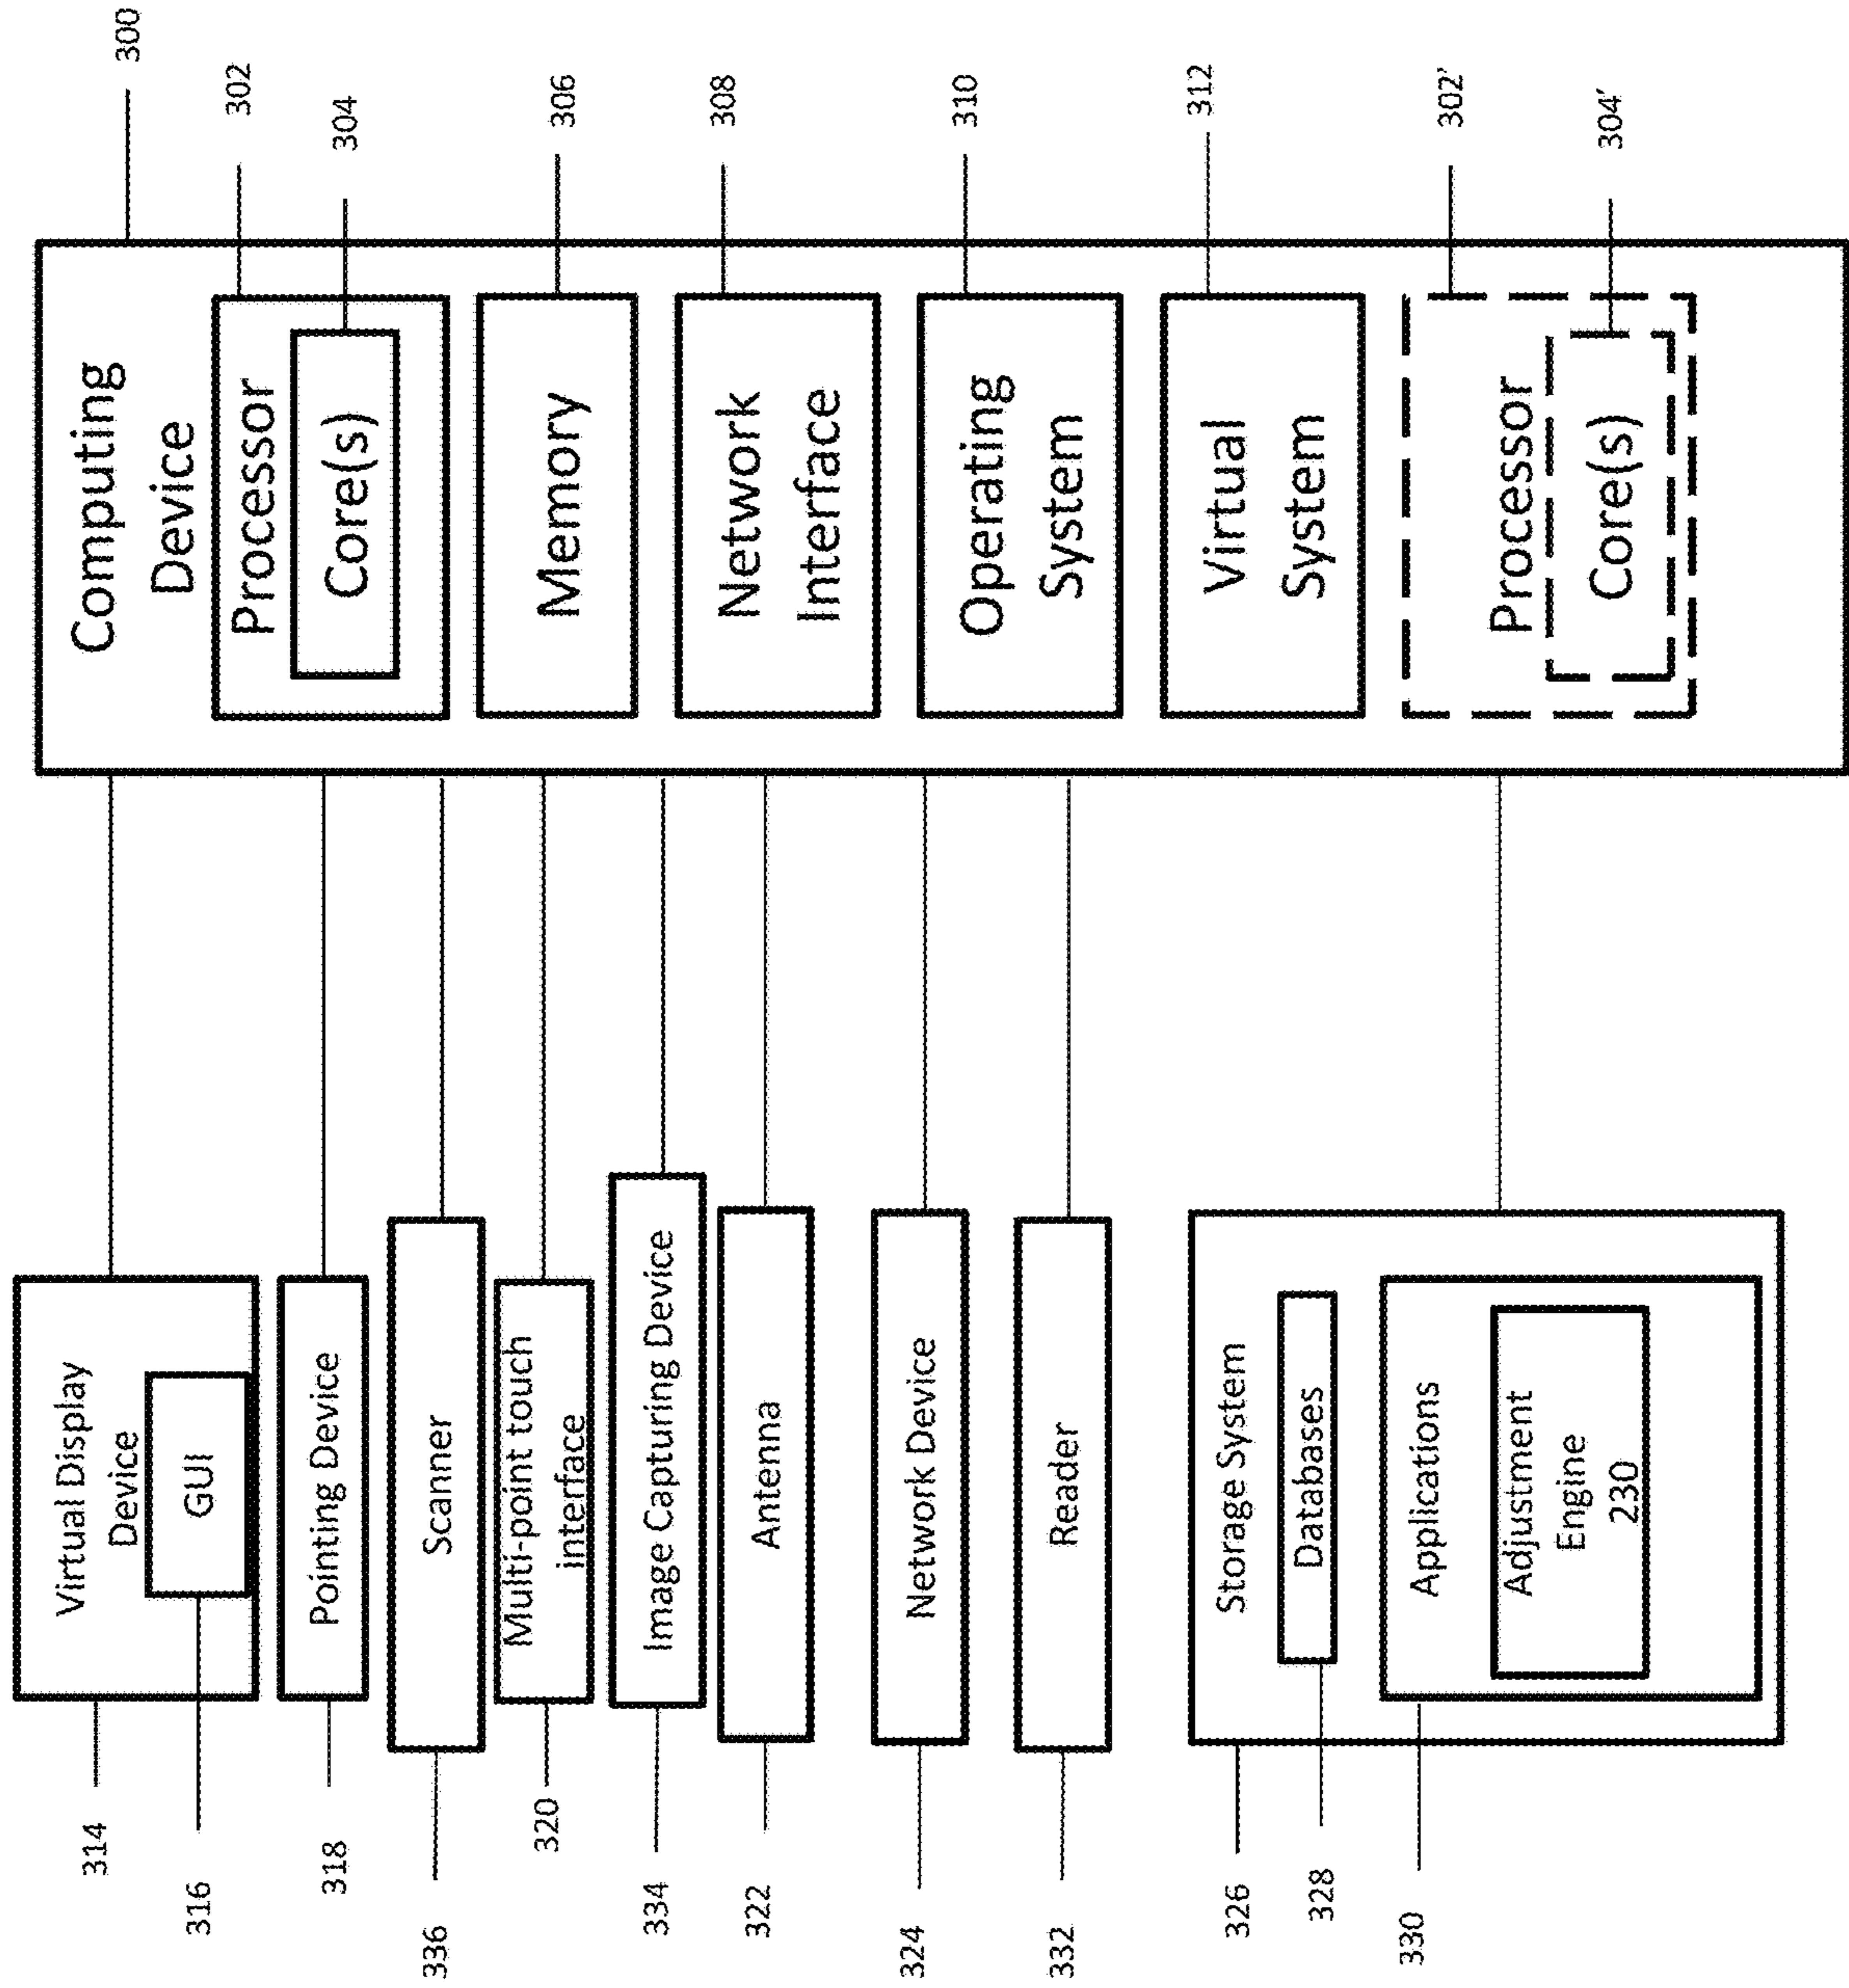 314
Virtual Display
Device
316
GUI
318
Pointing Device
336
Scanner
320
Multi-point touch
interface
334
Image Capturing Device
322
Antenna
324
Network Device
332
Reader
326
Storage System
328
Databases
330
Applications
Adjustment
Engine
230
300
Computing
Device
302
Processor
304
Core(s)
306
Memory
308
Network
Interface
310
Operating
System
312
Virtual
System
302'
Processor
304'
Core(s)